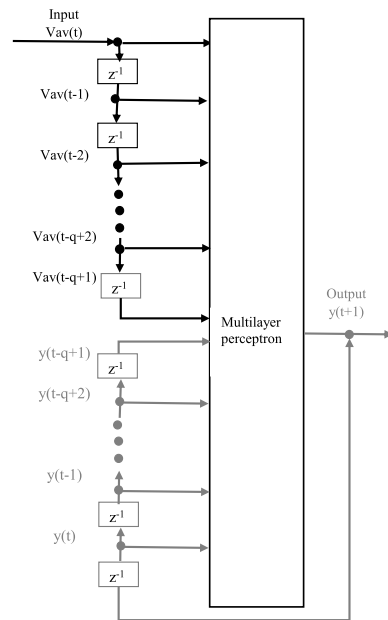 Input
Vav(t)
z-1
Vav(t-1)
z-1
Vav(t-2)
Vav(t-q+2)
Vav(t-q+1)
z-1
Output
y(t+1)
Multilayer
perceptron
y(t-q+1)
z-1
y(t-q+2)
y(t-1)
z-1
y(t)
z-1